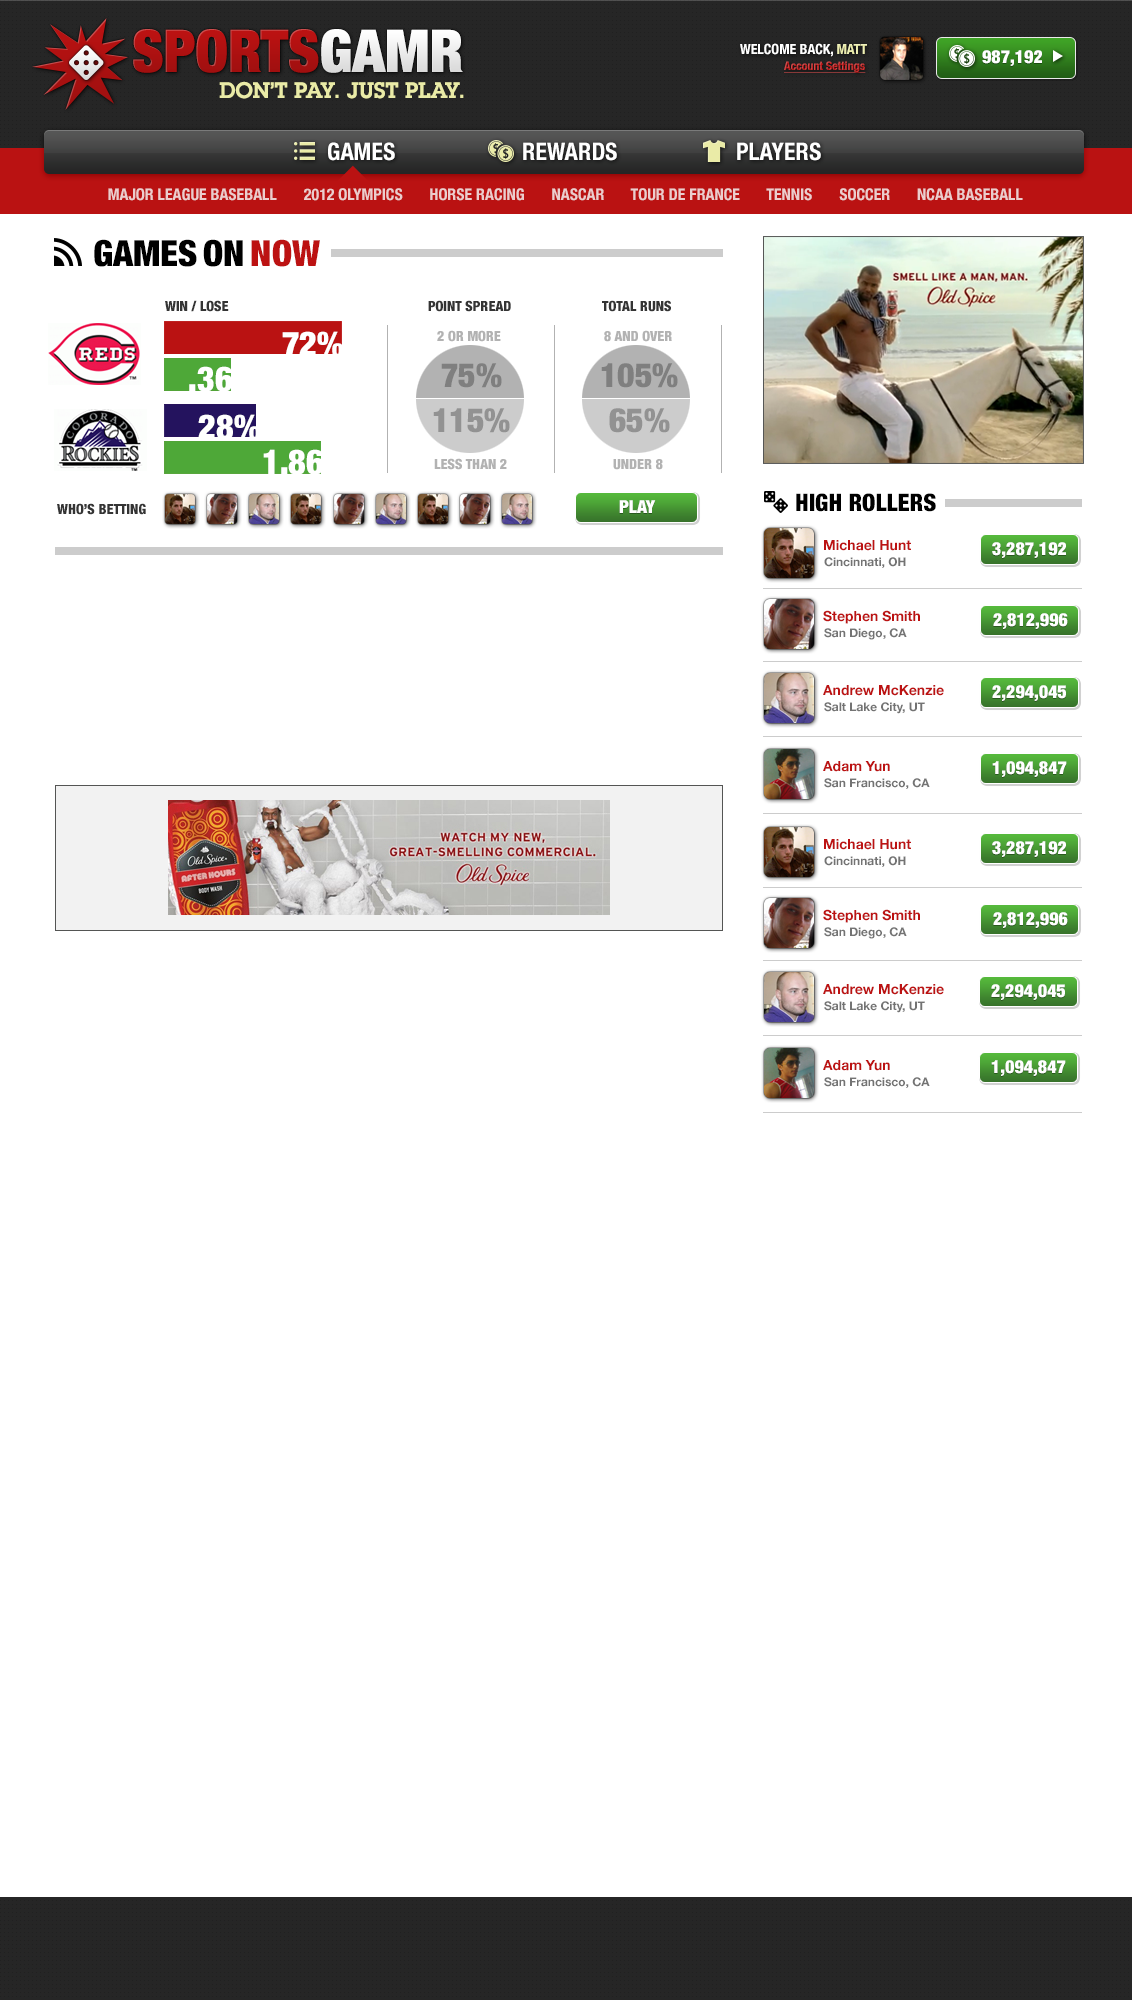 SPORTSGAMR
DON'T PAY. JUST PLAY.
WELCOME BACK, MATT
Account Settings
987,192
GAMES
REWARDS
PLAYERS
MAJOR LEAGUE BASEBALL
2012 OLYMPICS
HORSE RACING
NASCAR
TOUR DE FRANCE
TENNIS
SOCCER
NCAA BASEBALL
GAMES ON NOW
WIN / LOSE
POINT SPREAD
TOTAL RUNS
REDS
72%
.36
COLORADO
ROCKIES
28%
1.86
2 OR MORE
75%
115%
LESS THAN 2
8 AND OVER
105%
65%
UNDER 8
WHO'S BETTING
PLAY
SMELL LIKE A MAN, MAN.
Old Spice
HIGH ROLLERS
Michael Hunt
Cincinnati, OH
3,287,192
Stephen Smith
San Diego, CA
2,812,996
Andrew McKenzie
Salt Lake City, UT
2,294,045
Adam Yun
San Francisco, CA
1,094,847
Michael Hunt
Cincinnati, OH
3,287,192
Stephen Smith
San Diego, CA
2,812,996
Andrew McKenzie
Salt Lake City, UT
2,294,045
Adam Yun
San Francisco, CA
1,094,847
Old Spice
AFTER HOURS
BODY WASH
WATCH MY NEW,
GREAT-SMELLING COMMERCIAL.
Old Spice